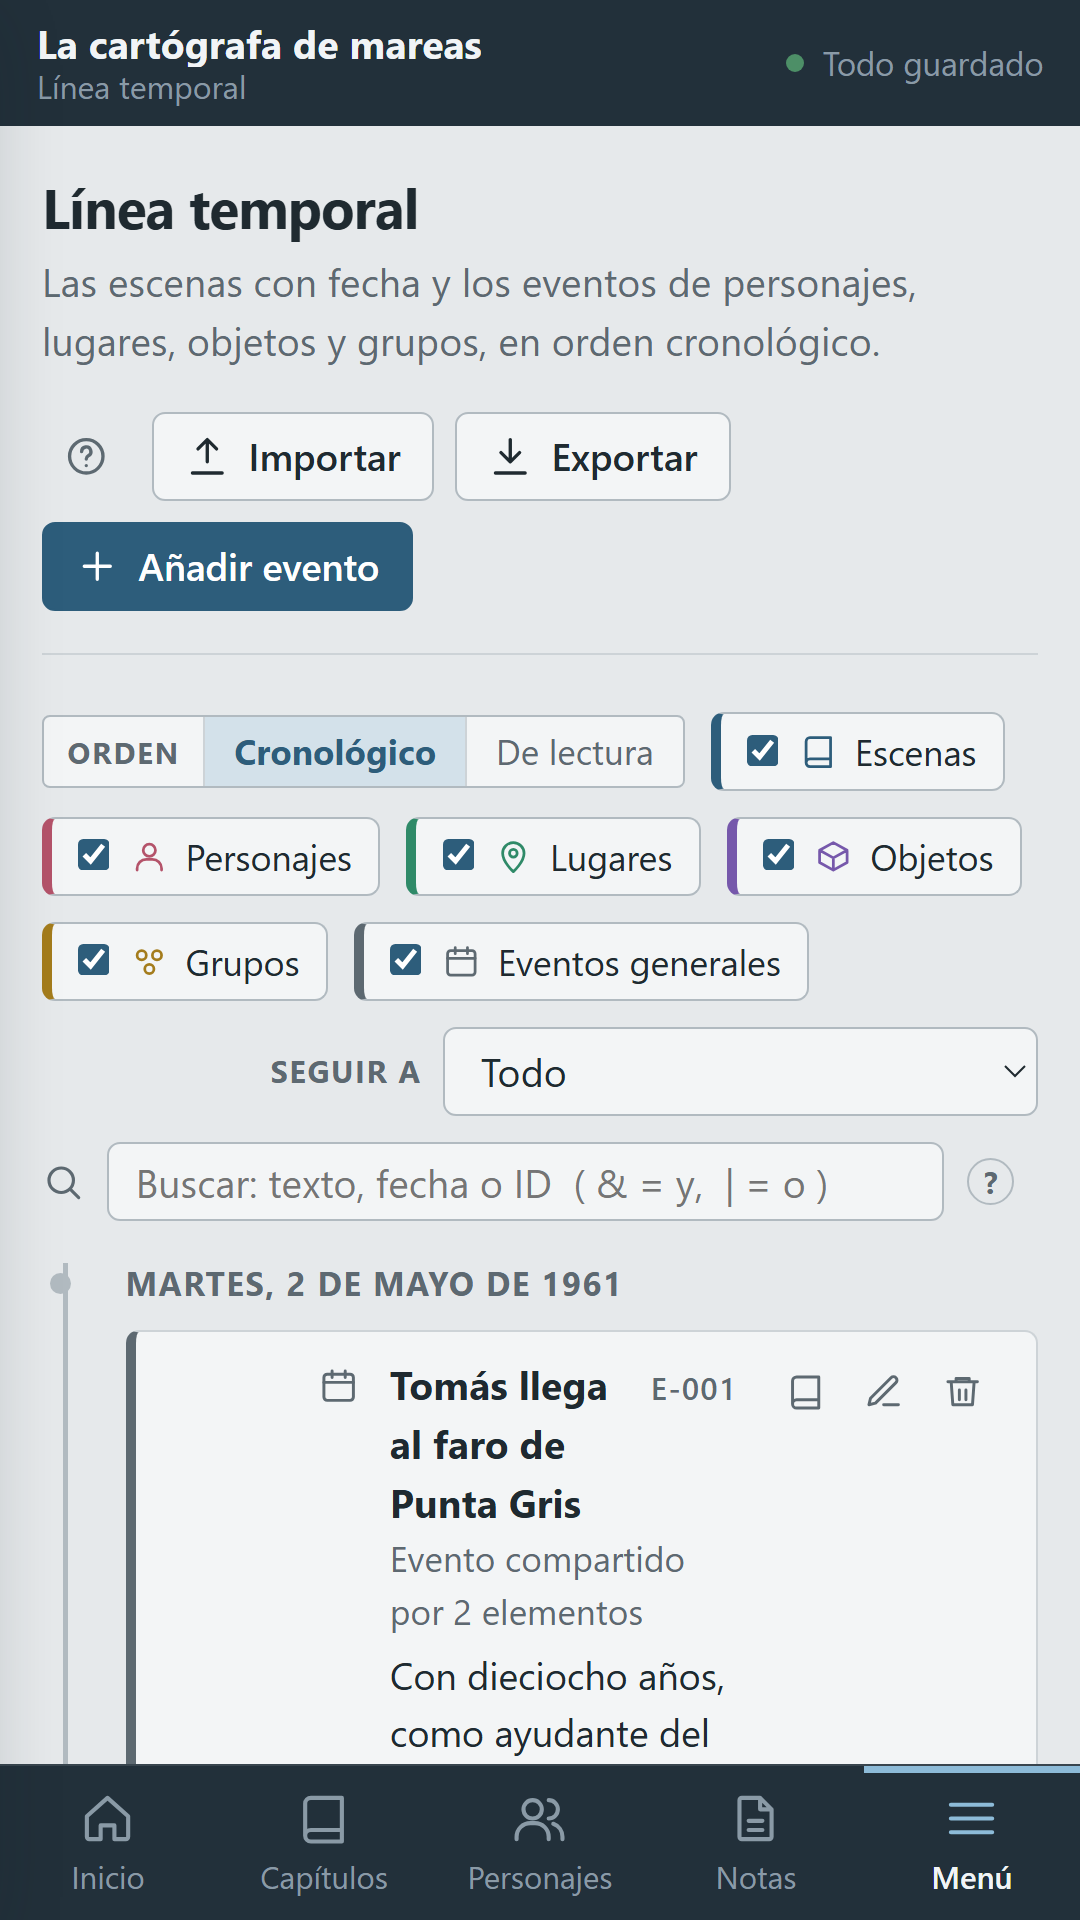 La cartógrafa de mareas
Línea temporal
Todo guardado
Línea temporal
Las escenas con fecha y los eventos de personajes,
lugares, objetos y grupos, en orden cronológico.
Importar
Exportar
Añadir evento
ORDEN
Cronológico
De lectura
Escenas
Personajes
Lugares
Objetos
Grupos
Eventos generales
SEGUIR A
Todo
Buscar: texto, fecha o ID ( & = y, | = o )
?
MARTES, 2 DE MAYO DE 1961
Tomás llega
al faro de
Punta Gris
E-001
Evento compartido
por 2 elementos
Con dieciocho años,
como ayudante del
Inicio
Capítulos
Personajes
Notas
Menú